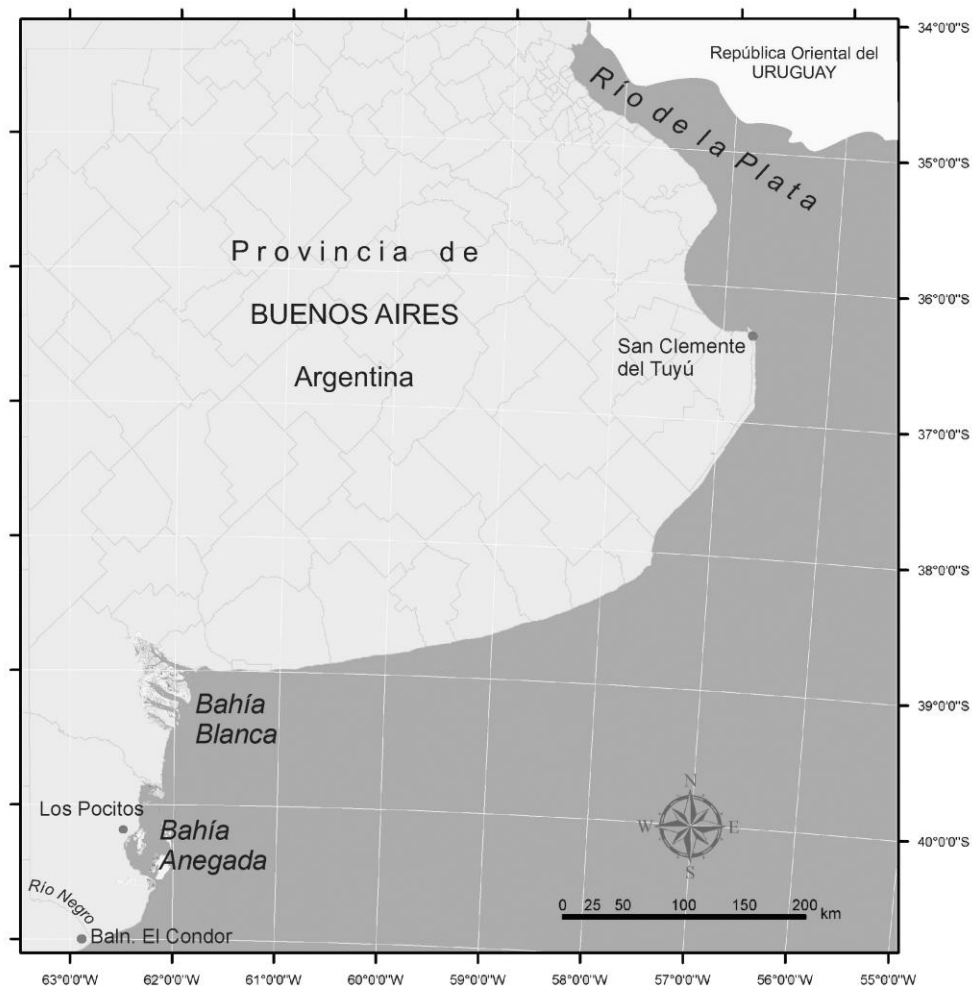 República Oriental del
URUGUAY
Río de la Plata
Provincia de
BUENOS AIRES
Argentina
San Clemente
del Tuyú
Bahía
Blanca
Los Pocitos
Bahía
Anegada
Río Negro
Baln. El Condor
N
W E
S
0 25 50 100 150 200
km
34°0'0"S
35°0'0"S
36°0'0"S
37°0'0"S
38°0'0"S
39°0'0"S
40°0'0"S
63°0'0"W 62°0'0"W 61°0'0"W 60°0'0"W 59°0'0"W 58°0'0"W 57°0'0"W 56°0'0"W 55°0'0"W